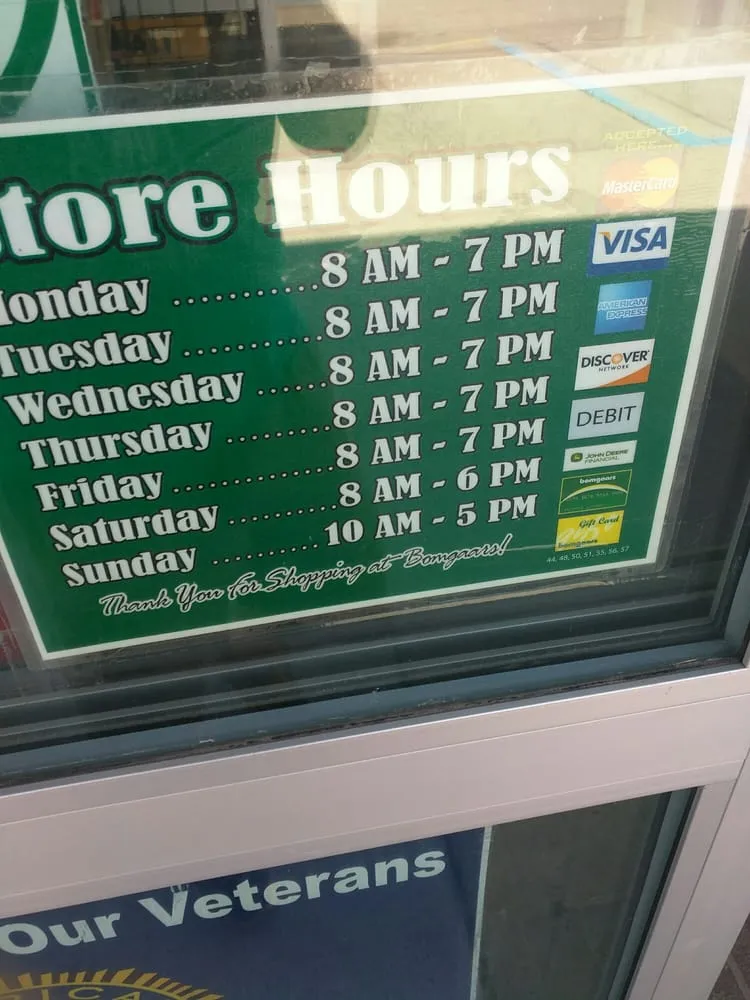 tore Hours
onday ..................8 AM - 7 PM
Tuesday ................8 AM - 7 PM
Wednesday .......8 AM - 7 PM
Thursday ...........8 AM - 7 PM
Friday .................8 AM - 7 PM
Saturday ...........8 AM - 6 PM
Sunday ..........10 AM - 5 PM
Thank You For Shopping at Bomgaars!
ACCEPTED
HERE....
MasterCard
VISA
AMERICAN
EXPRESS
DISCOVER
NETWORK
DEBIT
JOHN DEERE
FINANCIAL
bomgaars
Gift Card
bomgaars
44, 48, 50, 51, 55, 56, 57
Our Veterans
RICA